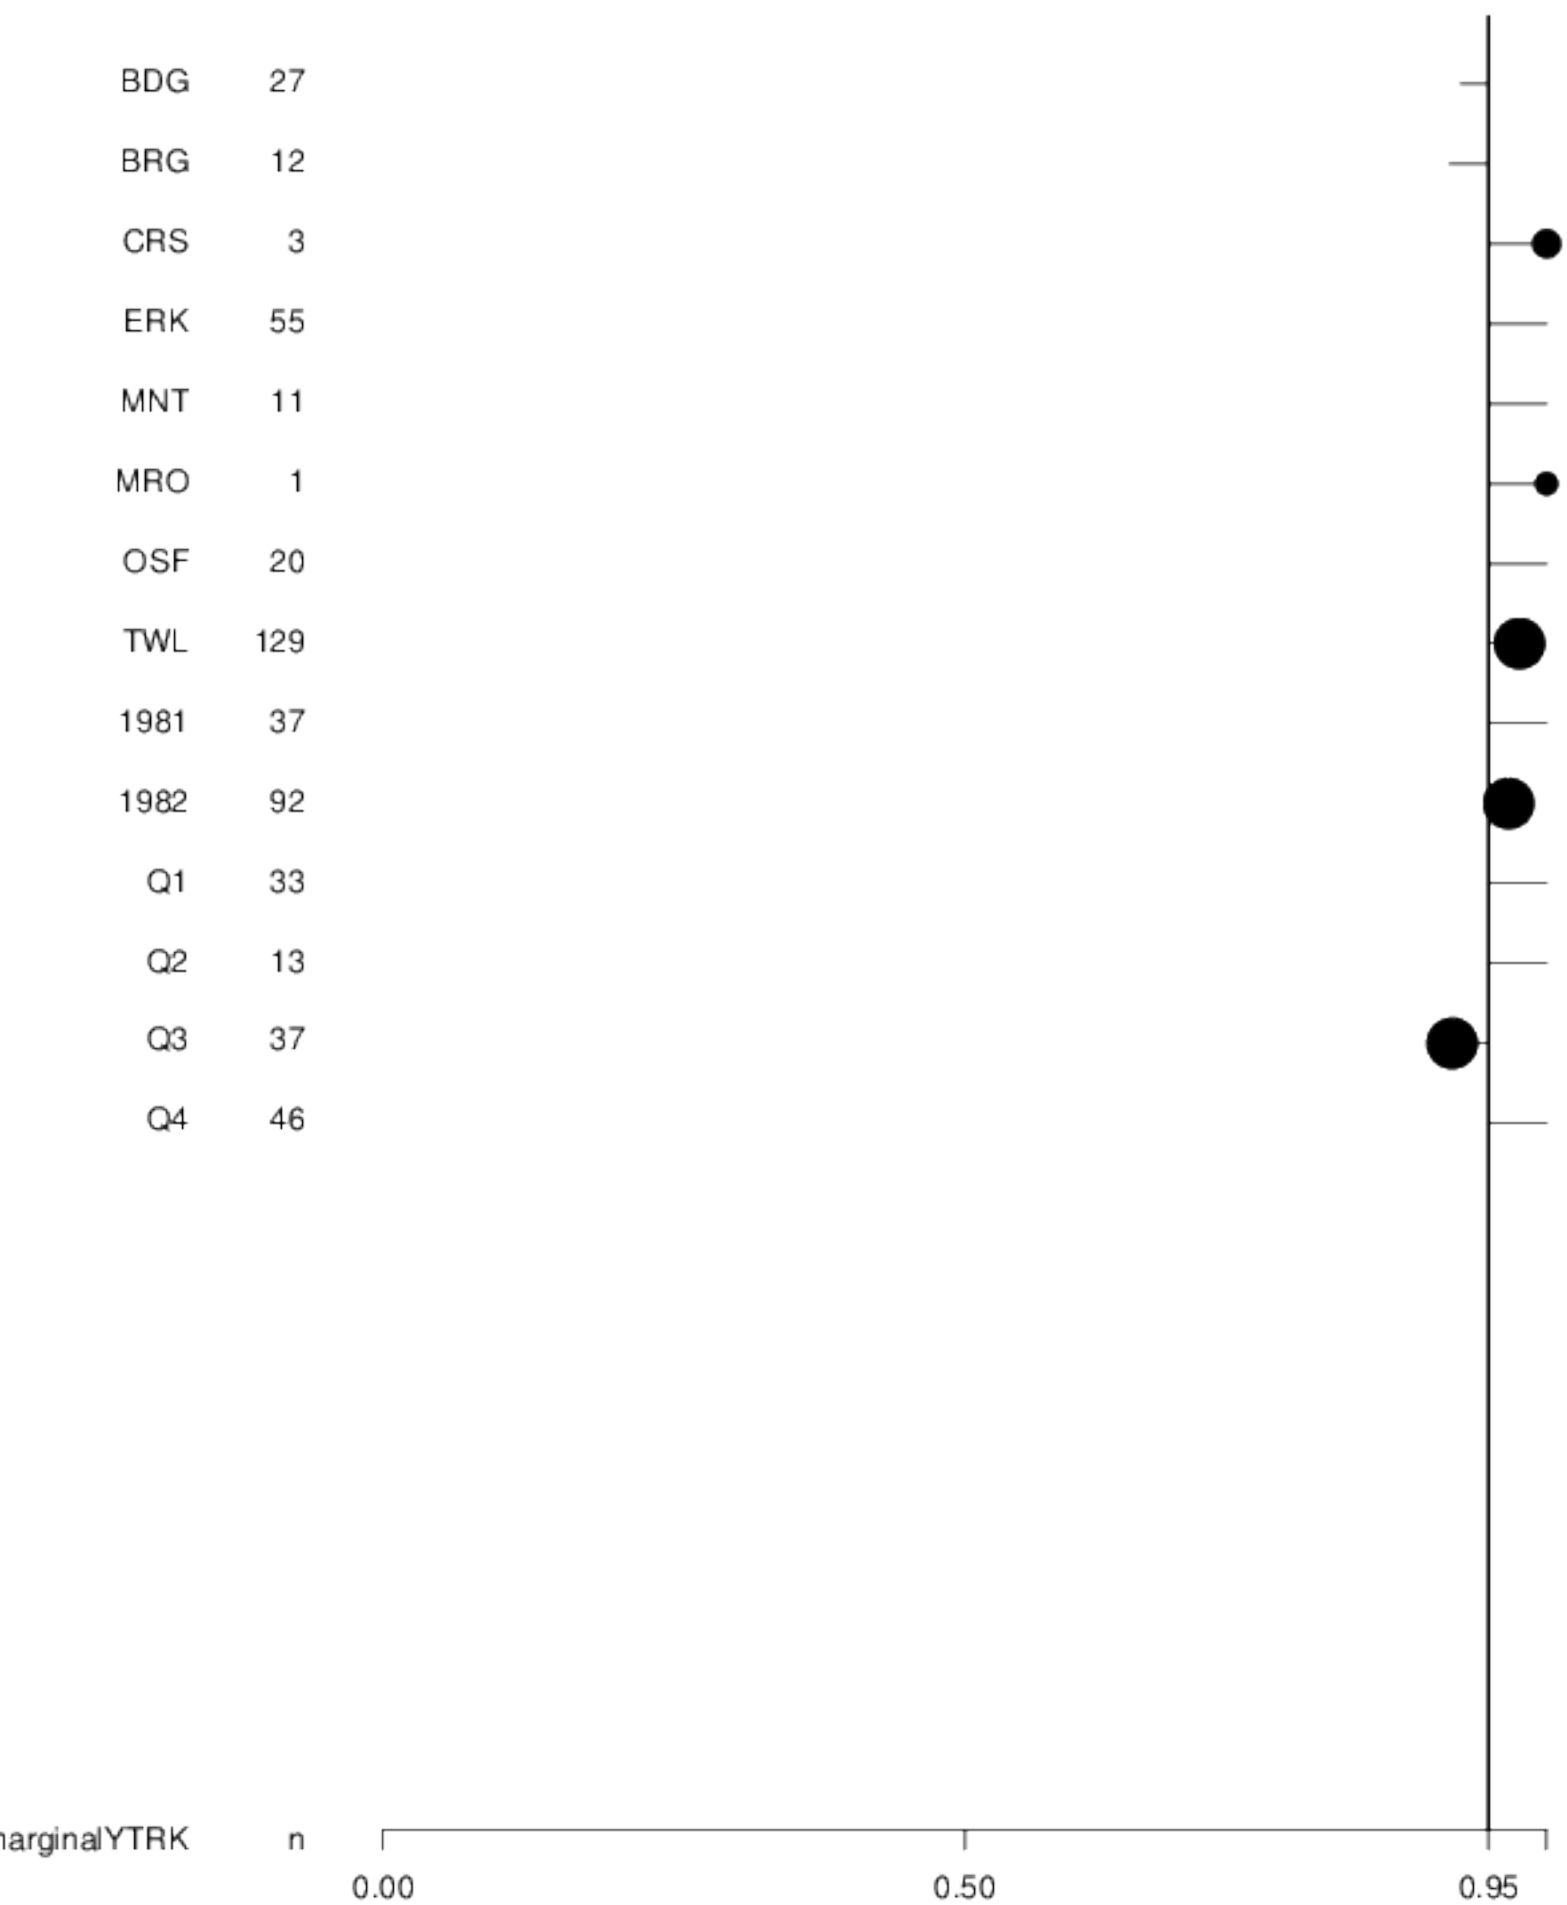 BDG 27
BRG 12
CRS 3
ERK 55
MNT 11
MRO 1
OSF 20
TWL 129
1981 37
1982 92
Q1 33
Q2 13
Q3 37
Q4 46
arginalYTRK n
0.00 0.50 0.95